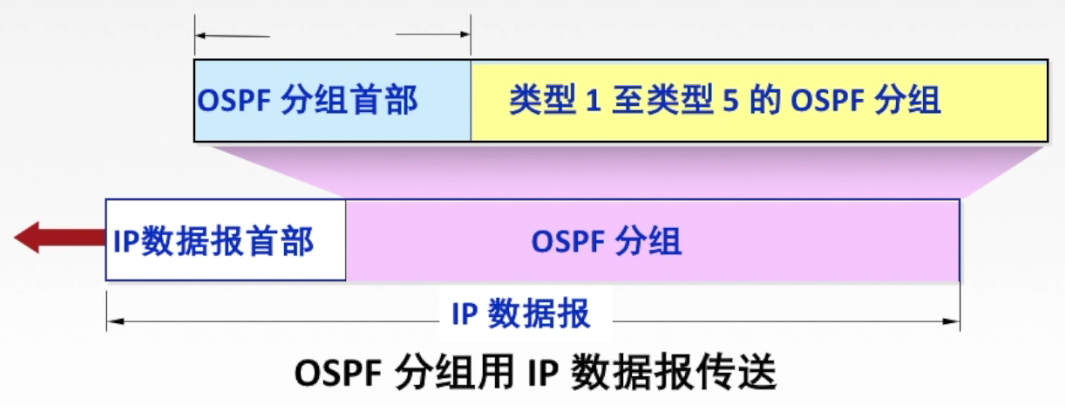 OSPF 分组首部 类型 1 至类型 5 的 OSPF 分组
IP数据报首部 OSPF 分组
IP 数据报
OSPF 分组用 IP 数据报传送